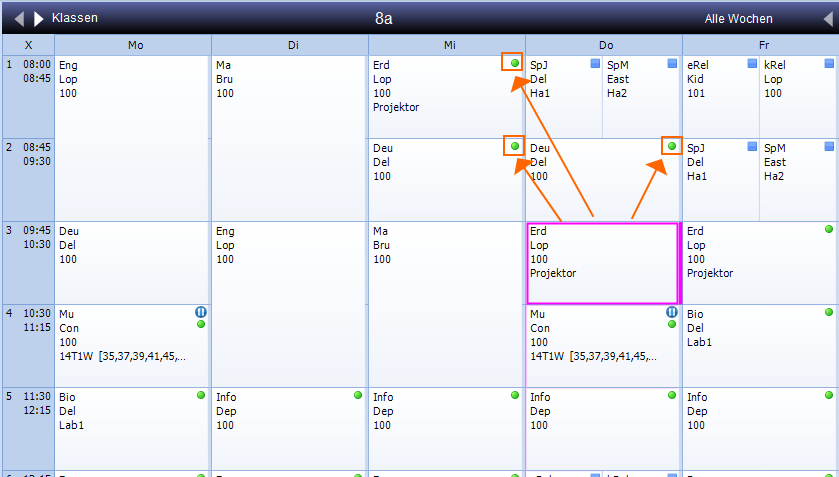 Klassen 8a Alle Wochen
X Mo Di Mi Do Fr
1 08:00
08:45
Eng
Lop
100
Ma
Bru
100
Erd
Lop
100
Projektor
SpJ
Del
Ha1
SpM
East
Ha2
eRel
Kid
101
kRel
Lop
100
2 08:45
09:30
Deu
Del
100
Deu
Del
100
SpJ
Del
Ha1
SpM
East
Ha2
3 09:45
10:30
Deu
Del
100
Eng
Lop
100
Ma
Bru
100
Erd
Lop
100
Projektor
Erd
Lop
100
Projektor
4 10:30
11:15
Mu
Con
100
14T1W [35,37,39,41,45,...
Mu
Con
100
14T1W [35,37,39,41,45,...
Bio
Del
Lab1
5 11:30
12:15
Bio
Del
Lab1
Info
Dep
100
Info
Dep
100
Info
Dep
100
Info
Dep
100